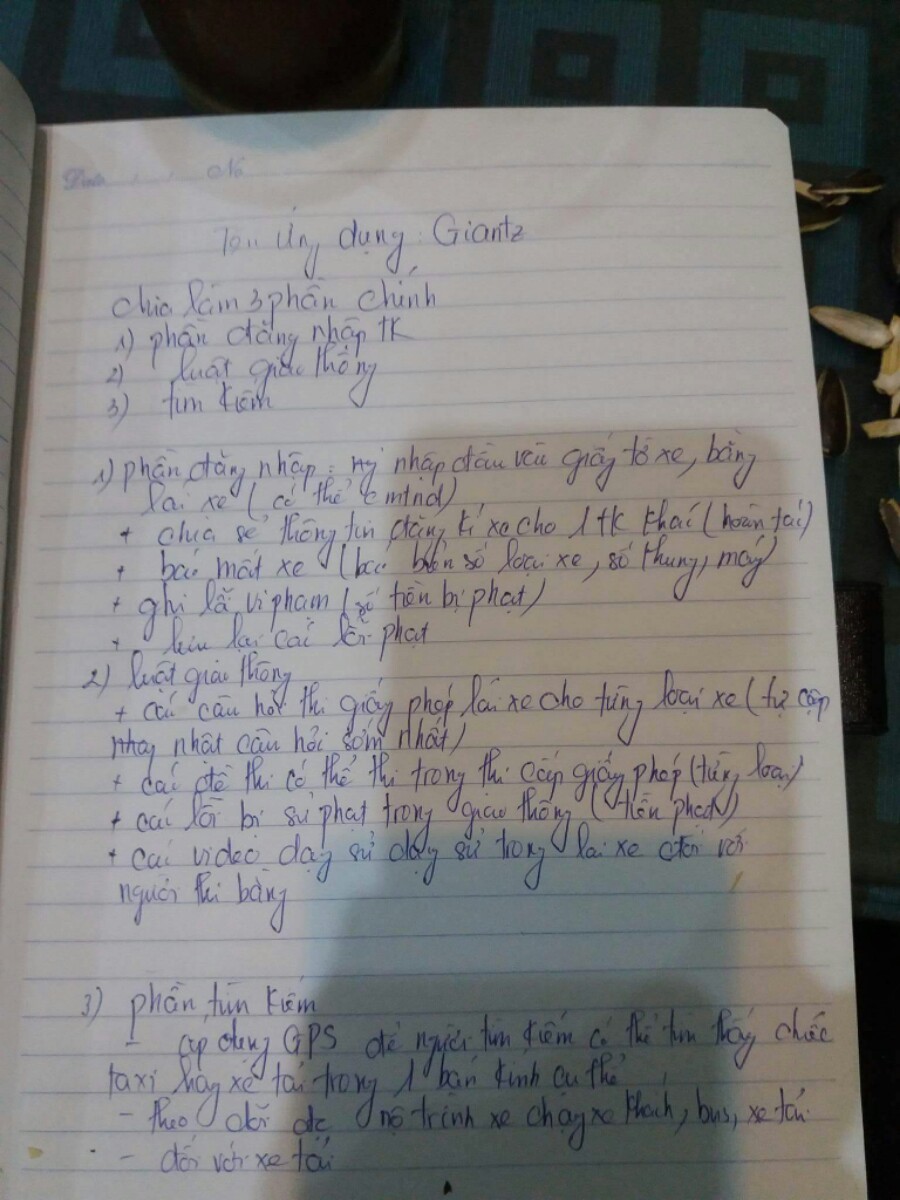 Date No
Tên Ứng dụng: Giantz
chia làm 3 phần chính
1) phần đăng nhập tk
2) luật giao thông
3) tìm kiếm
1) phần đăng nhập: nhập đầu vào giấy tờ xe, bằng
lái xe (có thể cmtnd)
+ chia sẻ thông tin đăng kí xe cho 1 tk khác (hoàn tất)
+ báo mất xe (báo biển số loại xe, số khung, máy)
+ ghi lỗi vi phạm (số tiền bị phạt)
+ lưu lại các lỗi phạt
2) luật giao thông
+ các câu hỏi thi giấy phép lái xe cho từng loại xe (tự cập
nhập nhật câu hỏi sớm nhất)
+ các đề thi có thể thi trong thi cấp giấy phép (từng loại)
+ các lỗi bị sử phạt trong giao thông (tiền phạt)
+ các video dạy sử dạy sử trong lái xe đối với
người thi bằng
3) phần tìm kiếm
- áp dụng GPS để người tìm kiếm có thể tìm thấy chiếc
taxi hay xe tải trong 1 bán kính cụ thể
- theo dõi trình xe chạy xe khách, bus, xe tải
- đối với xe tải